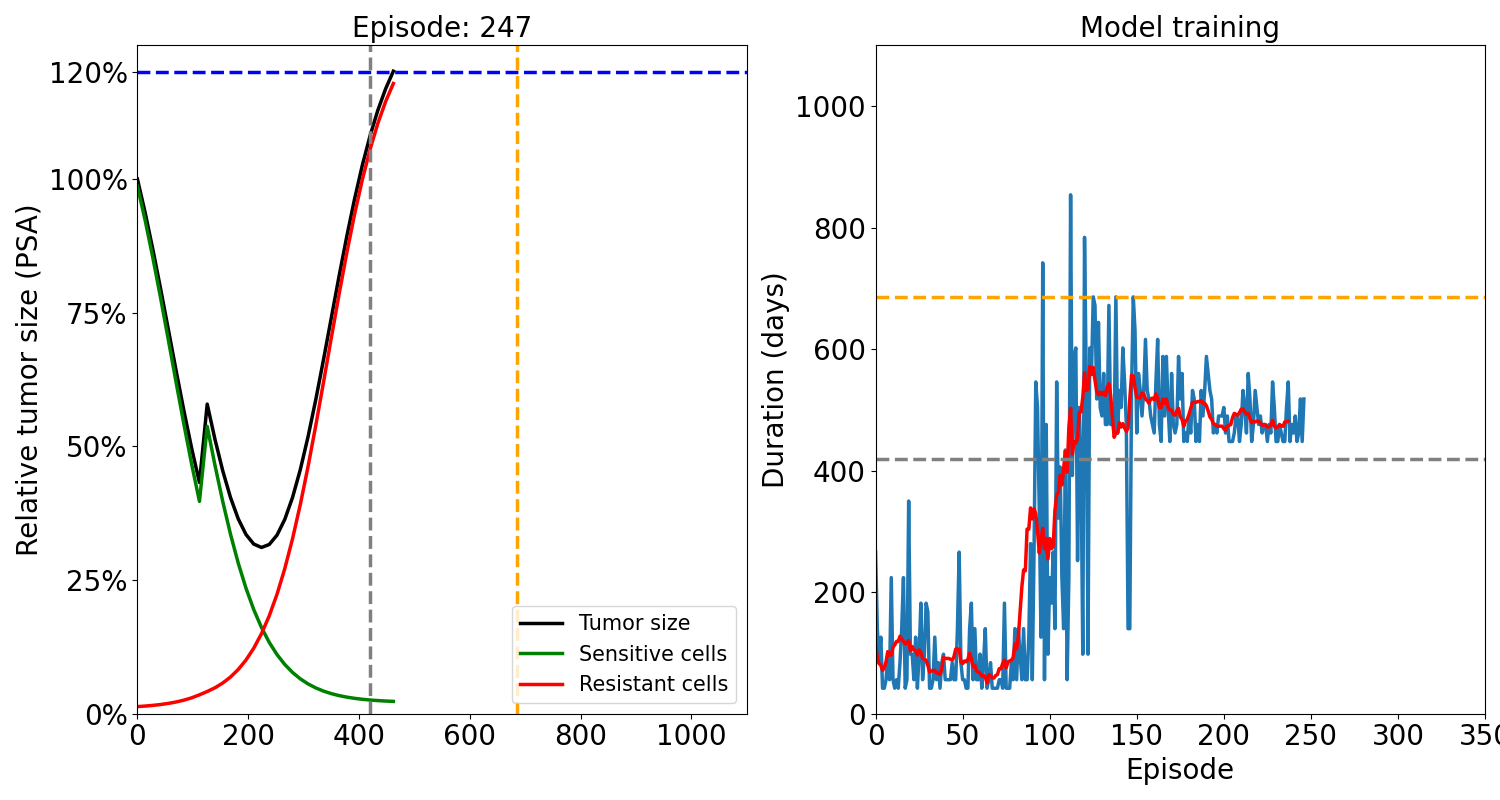 Episode: 247
Relative tumor size (PSA)
120%
100%
75%
50%
25%
0%
0 200 400 600 800 1000
Tumor size
Sensitive cells
Resistant cells
Model training
Duration (days)
1000
800
600
400
200
0
0 50 100 150 200 250 300 350
Episode